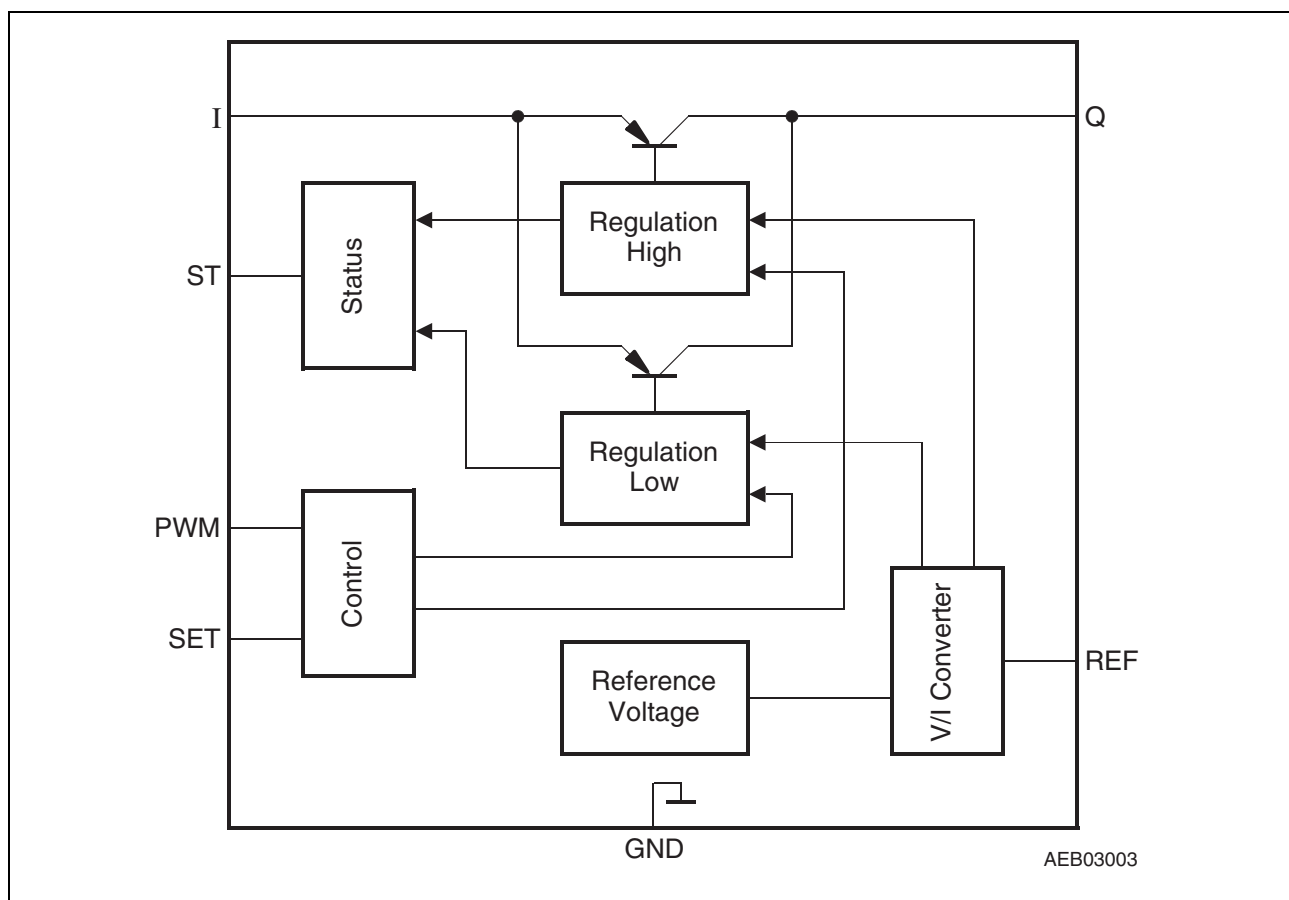 I
Q
Regulation
High
Status
ST
Regulation
Low
PWM
Control
SET
Reference
Voltage
V/I Converter
REF
GND
AEB03003